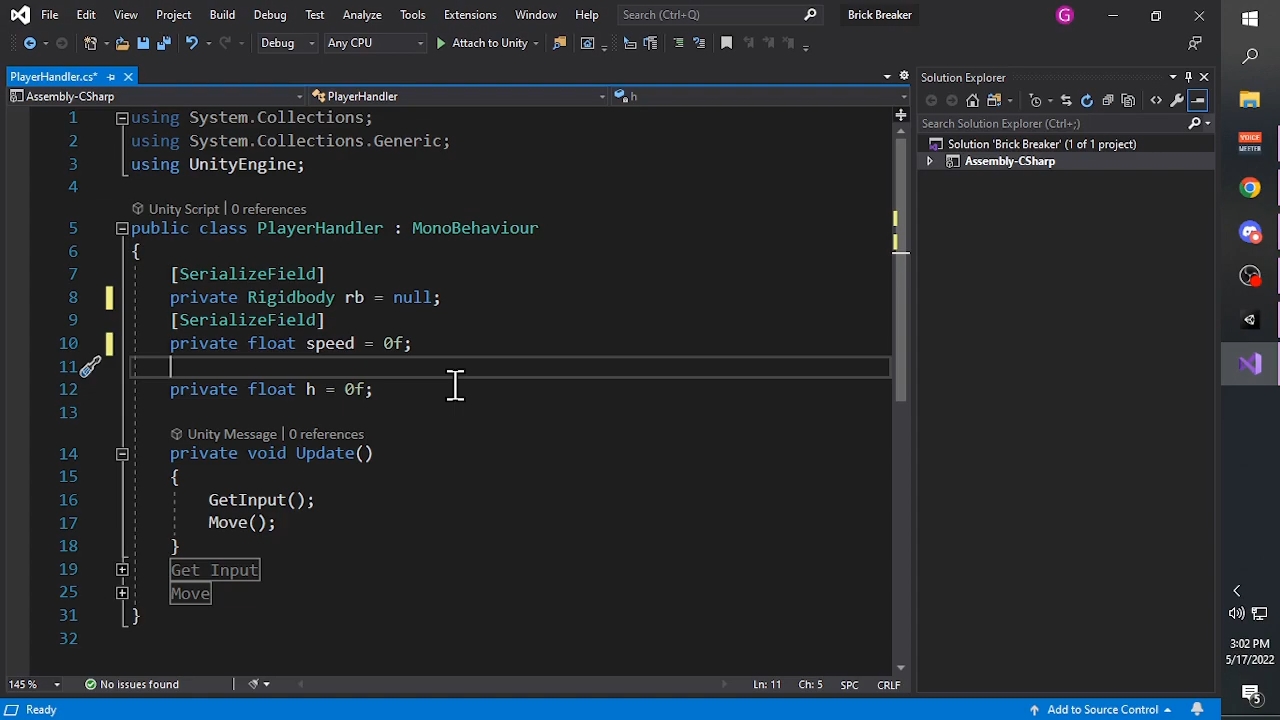 File Edit View Project Build Debug Test Analyze Tools Extensions Window Help Search (Ctrl+Q) Brick Breaker G
Debug Any CPU Attach to Unity
PlayerHandler.cs*
Solution Explorer
Assembly-CSharp PlayerHandler h
Search Solution Explorer (Ctrl+;)
Solution 'Brick Breaker' (1 of 1 project)
Assembly-CSharp
1 using System.Collections;
2 using System.Collections.Generic;
3 using UnityEngine;
4
Unity Script | 0 references
5 public class PlayerHandler : MonoBehaviour
6 {
7 [SerializeField]
8 private Rigidbody rb = null;
9 [SerializeField]
10 private float speed = 0f;
11
12 private float h = 0f;
13
Unity Message | 0 references
14 private void Update()
15 {
16 GetInput();
17 Move();
18 }
19 Get Input
25 Move
31 }
32
145 % No issues found Ln: 11 Ch: 5 SPC CRLF
Ready Add to Source Control
VOICE
MEETER
3:02 PM
5/17/2022
5